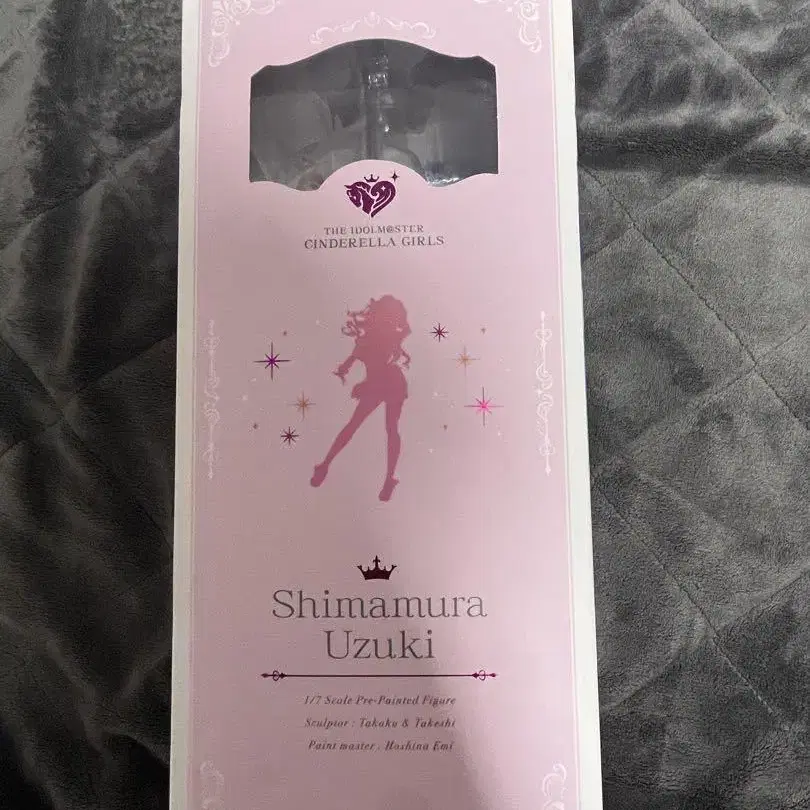 THE IDOLM@STER
CINDERELLA GIRLS
Shimamura
Uzuki
1/7 Scale Pre-Painted Figure
Sculptor : Takaku & Takeshi
Paint master : Hoshina Emi